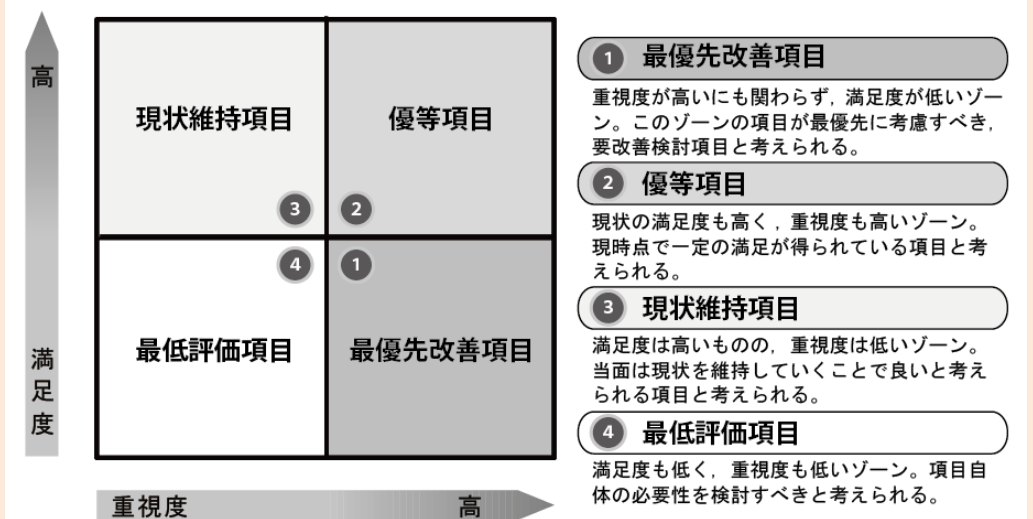 高
満足度
現状維持項目
優等項目
3
2
4
1
最低評価項目
最優先改善項目
重視度
高
1 最優先改善項目
重視度が高いにも関わらず，満足度が低いゾー
ン。このゾーンの項目が最優先に考慮すべき，
要改善検討項目と考えられる。
2 優等項目
現状の満足度も高く，重視度も高いゾーン。
現時点で一定の満足が得られている項目と考
えられる。
3 現状維持項目
満足度は高いものの，重視度は低いゾーン。
当面は現状を維持していくことで良いと考え
られる項目と考えられる。
4 最低評価項目
満足度も低く，重視度も低いゾーン。項目自
体の必要性を検討すべきと考えられる。